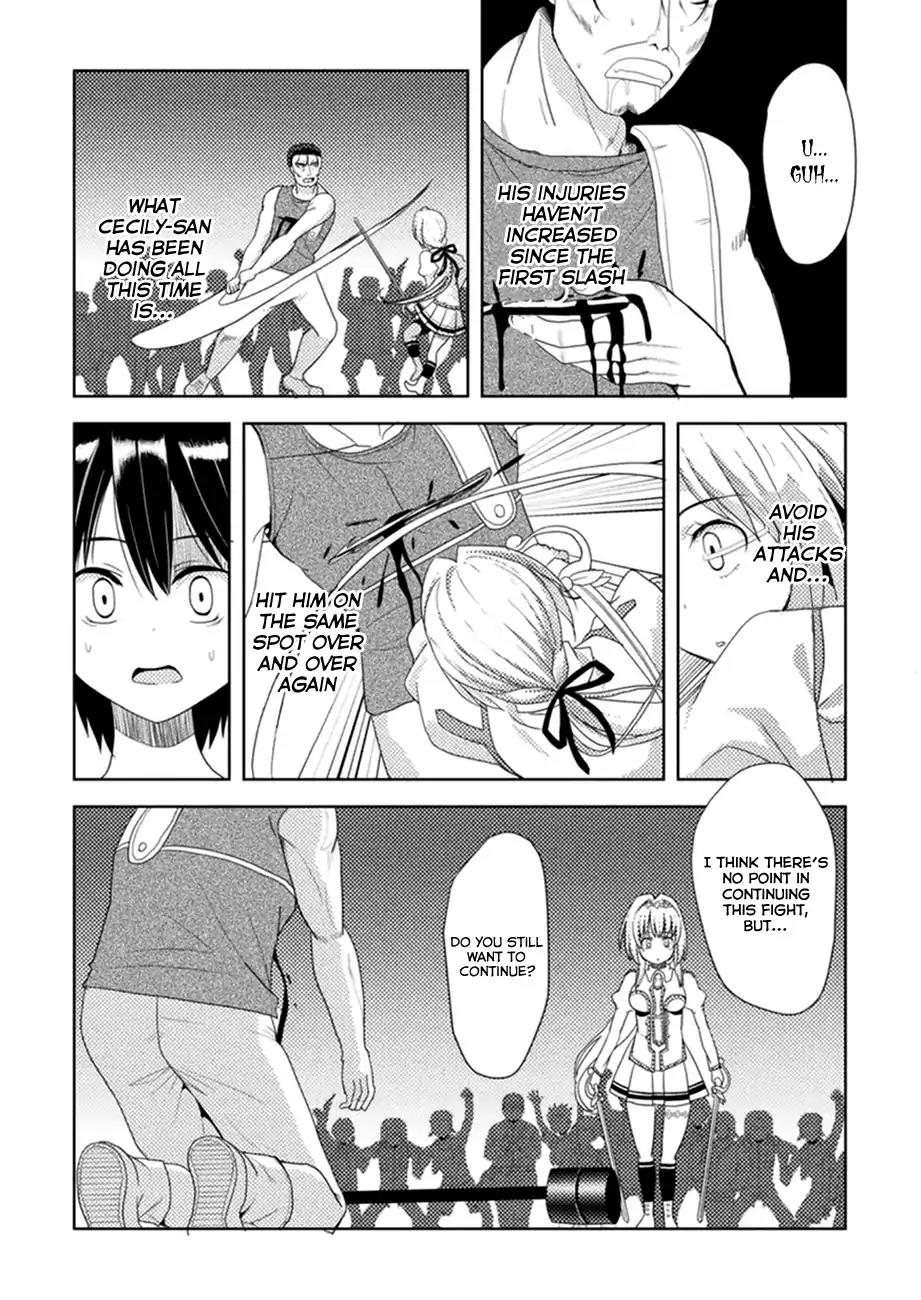 U...
GUH...
HIS INJURIES
HAVEN'T
INCREASED
SINCE THE
FIRST SLASH
WHAT
CECILY-SAN
HAS BEEN
DOING ALL
THIS TIME
IS...
AVOID
HIS
ATTACKS
AND...
HIT HIM ON
THE SAME
SPOT OVER
AND OVER
AGAIN
I THINK THERE'S
NO POINT IN
CONTINUING
THIS FIGHT,
BUT...
DO YOU STILL
WANT TO
CONTINUE?